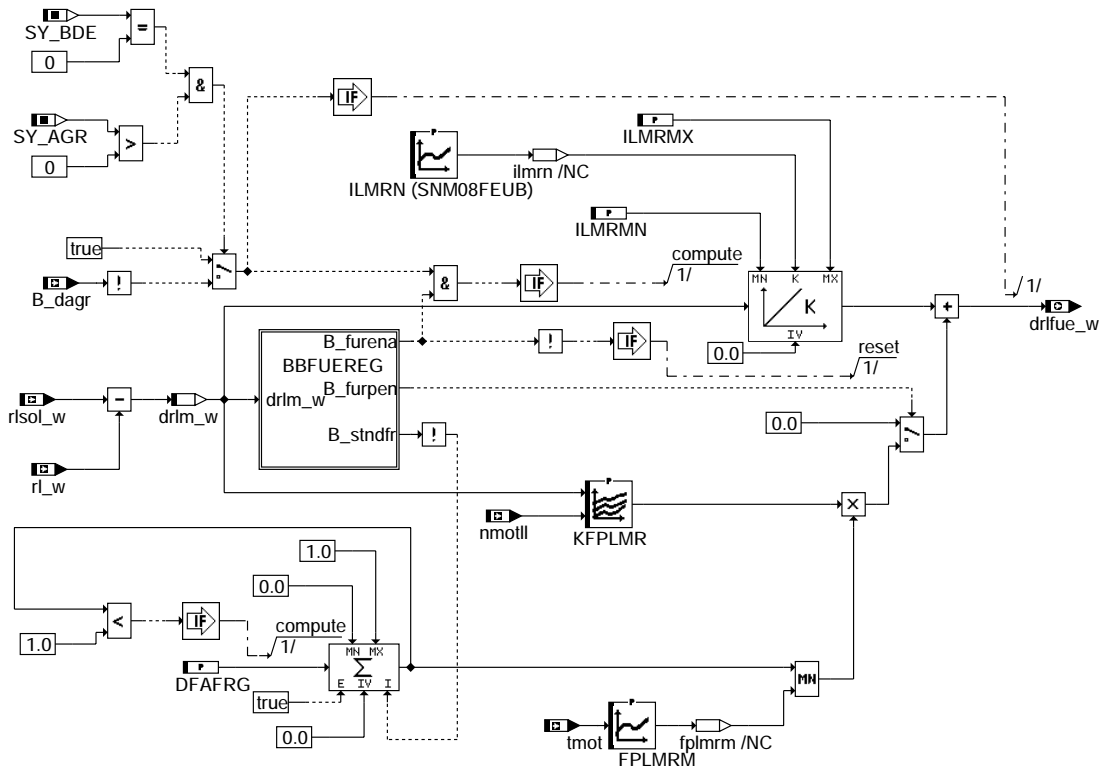 SY_BDE
=
0
&
SY_AGR
>
0
IF
P
ILMRMX
P
ILMRN (SNM08FEUB)
ilmrn /NC
P
ILMRMN
true
B_dagr
!
&
IF
compute
1/
MN K MX
K
IV
0.0
+
1/
drlfue_w
B_furena
BBFUEREG
B_furpen
drlm_w
B_stndfr
!
IF
reset
1/
!
rlsol_w
-
drlm_w
rl_w
0.0
P
nmotll
KFPLMR
×
1.0
0.0
<
1.0
IF
compute
1/
P
DFAFRG
MN MX
Σ
E IV I
true
0.0
MN
P
tmot
FPLMRM
fplmrm /NC